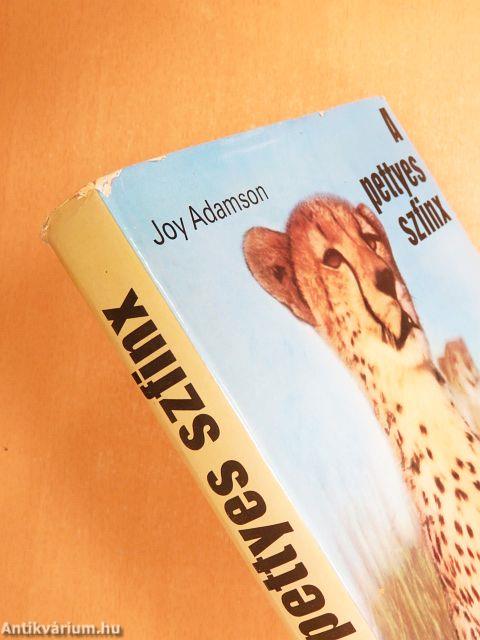 Joy Adamson
A
pettyes
szfinx
pettyes szfinx
Antikvárium.hu